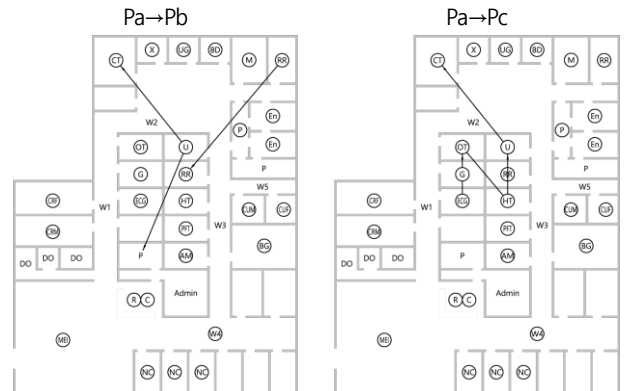 Pa→Pb
CT X UG BD M RR
En
W2 P
OT U En
G RR P
W5
CRF ECG HT CUM CUF
W1 W3
CRM PFT BG
DO DO DO P AM
Admin
R C
MEI W4
NC NC NC
Pa→Pc
CT X UG BD M RR
En
W2 P
OT U En
G RR P
W5
CRF ECG HT CUM CUF
W1 W3
CRM PFT BG
DO DO DO P AM
Admin
R C
MEI W4
NC NC NC